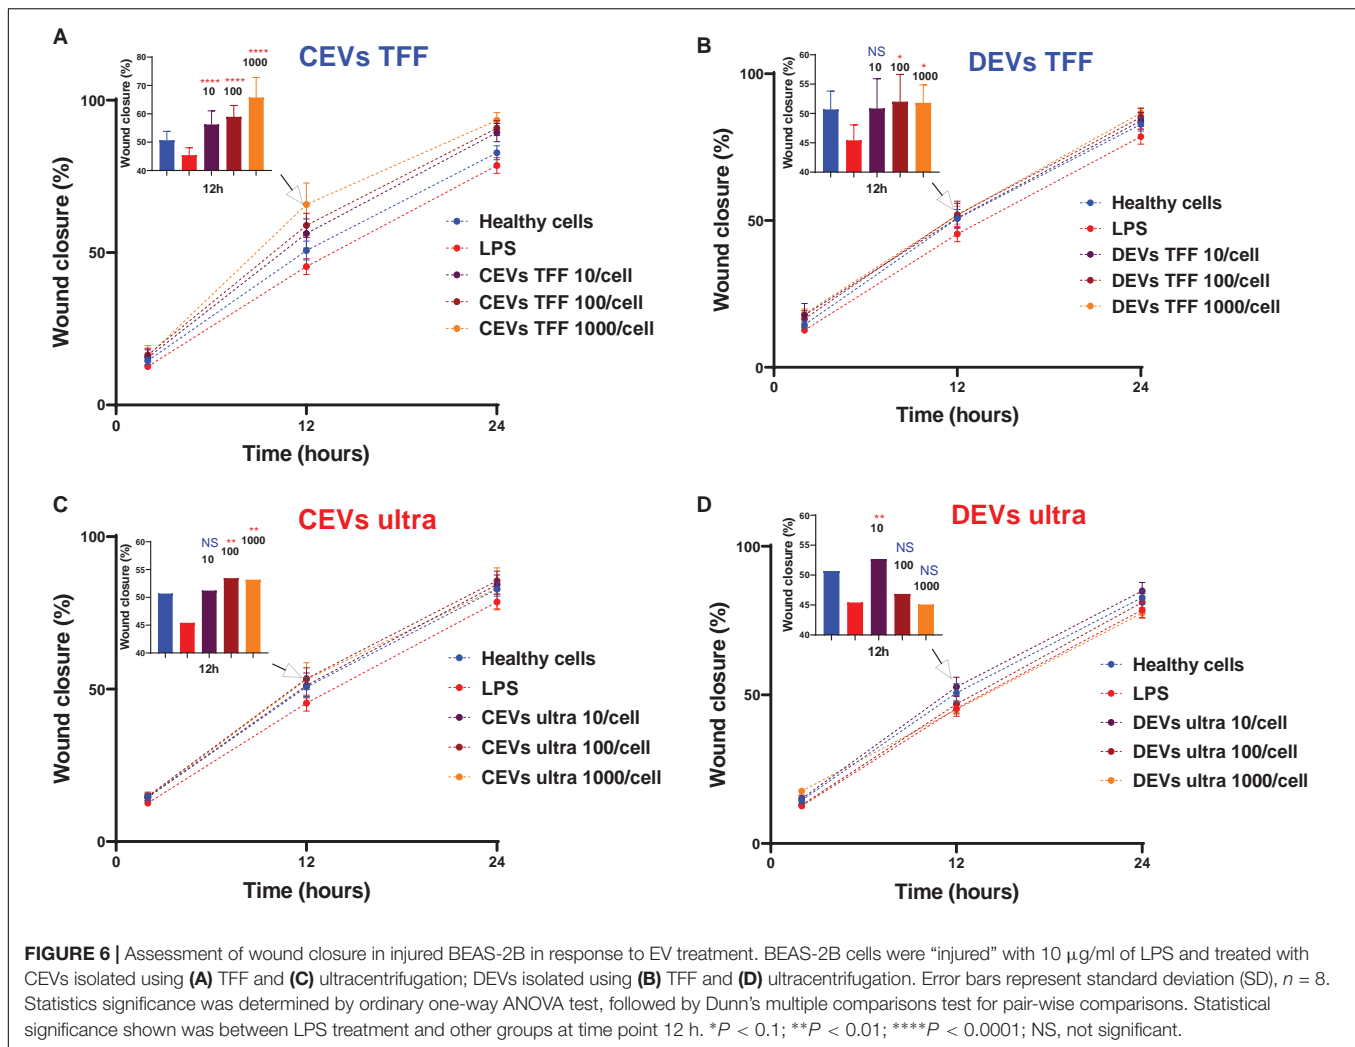 A
CEVs TFF
Wound closure (%)
80
70
60
50
40
****
10
****
100
****
1000
12h
Wound closure (%)
100
50
0
0
12
24
Time (hours)
Healthy cells
LPS
CEVs TFF 10/cell
CEVs TFF 100/cell
CEVs TFF 1000/cell
B
DEVs TFF
Wound closure (%)
60
55
50
45
40
NS
10
*
100
*
1000
12h
Wound closure (%)
100
50
0
0
12
24
Time (hours)
Healthy cells
LPS
DEVs TFF 10/cell
DEVs TFF 100/cell
DEVs TFF 1000/cell
C
CEVs ultra
Wound closure (%)
60
55
50
45
40
NS
10
**
100
**
1000
12h
Wound closure (%)
100
50
0
0
12
24
Time (hours)
Healthy cells
LPS
CEVs ultra 10/cell
CEVs ultra 100/cell
CEVs ultra 1000/cell
D
DEVs ultra
Wound closure (%)
60
55
50
45
40
**
10
NS
100
NS
1000
12h
Wound closure (%)
100
50
0
0
12
24
Time (hours)
Healthy cells
LPS
DEVs ultra 10/cell
DEVs ultra 100/cell
DEVs ultra 1000/cell
FIGURE 6 | Assessment of wound closure in injured BEAS-2B in response to EV treatment. BEAS-2B cells were “injured” with 10 μg/ml of LPS and treated with
CEVs isolated using (A) TFF and (C) ultracentrifugation; DEVs isolated using (B) TFF and (D) ultracentrifugation. Error bars represent standard deviation (SD), n = 8.
Statistics significance was determined by ordinary one-way ANOVA test, followed by Dunn’s multiple comparisons test for pair-wise comparisons. Statistical
significance shown was between LPS treatment and other groups at time point 12 h. *P < 0.1; **P < 0.01; ****P < 0.0001; NS, not significant.